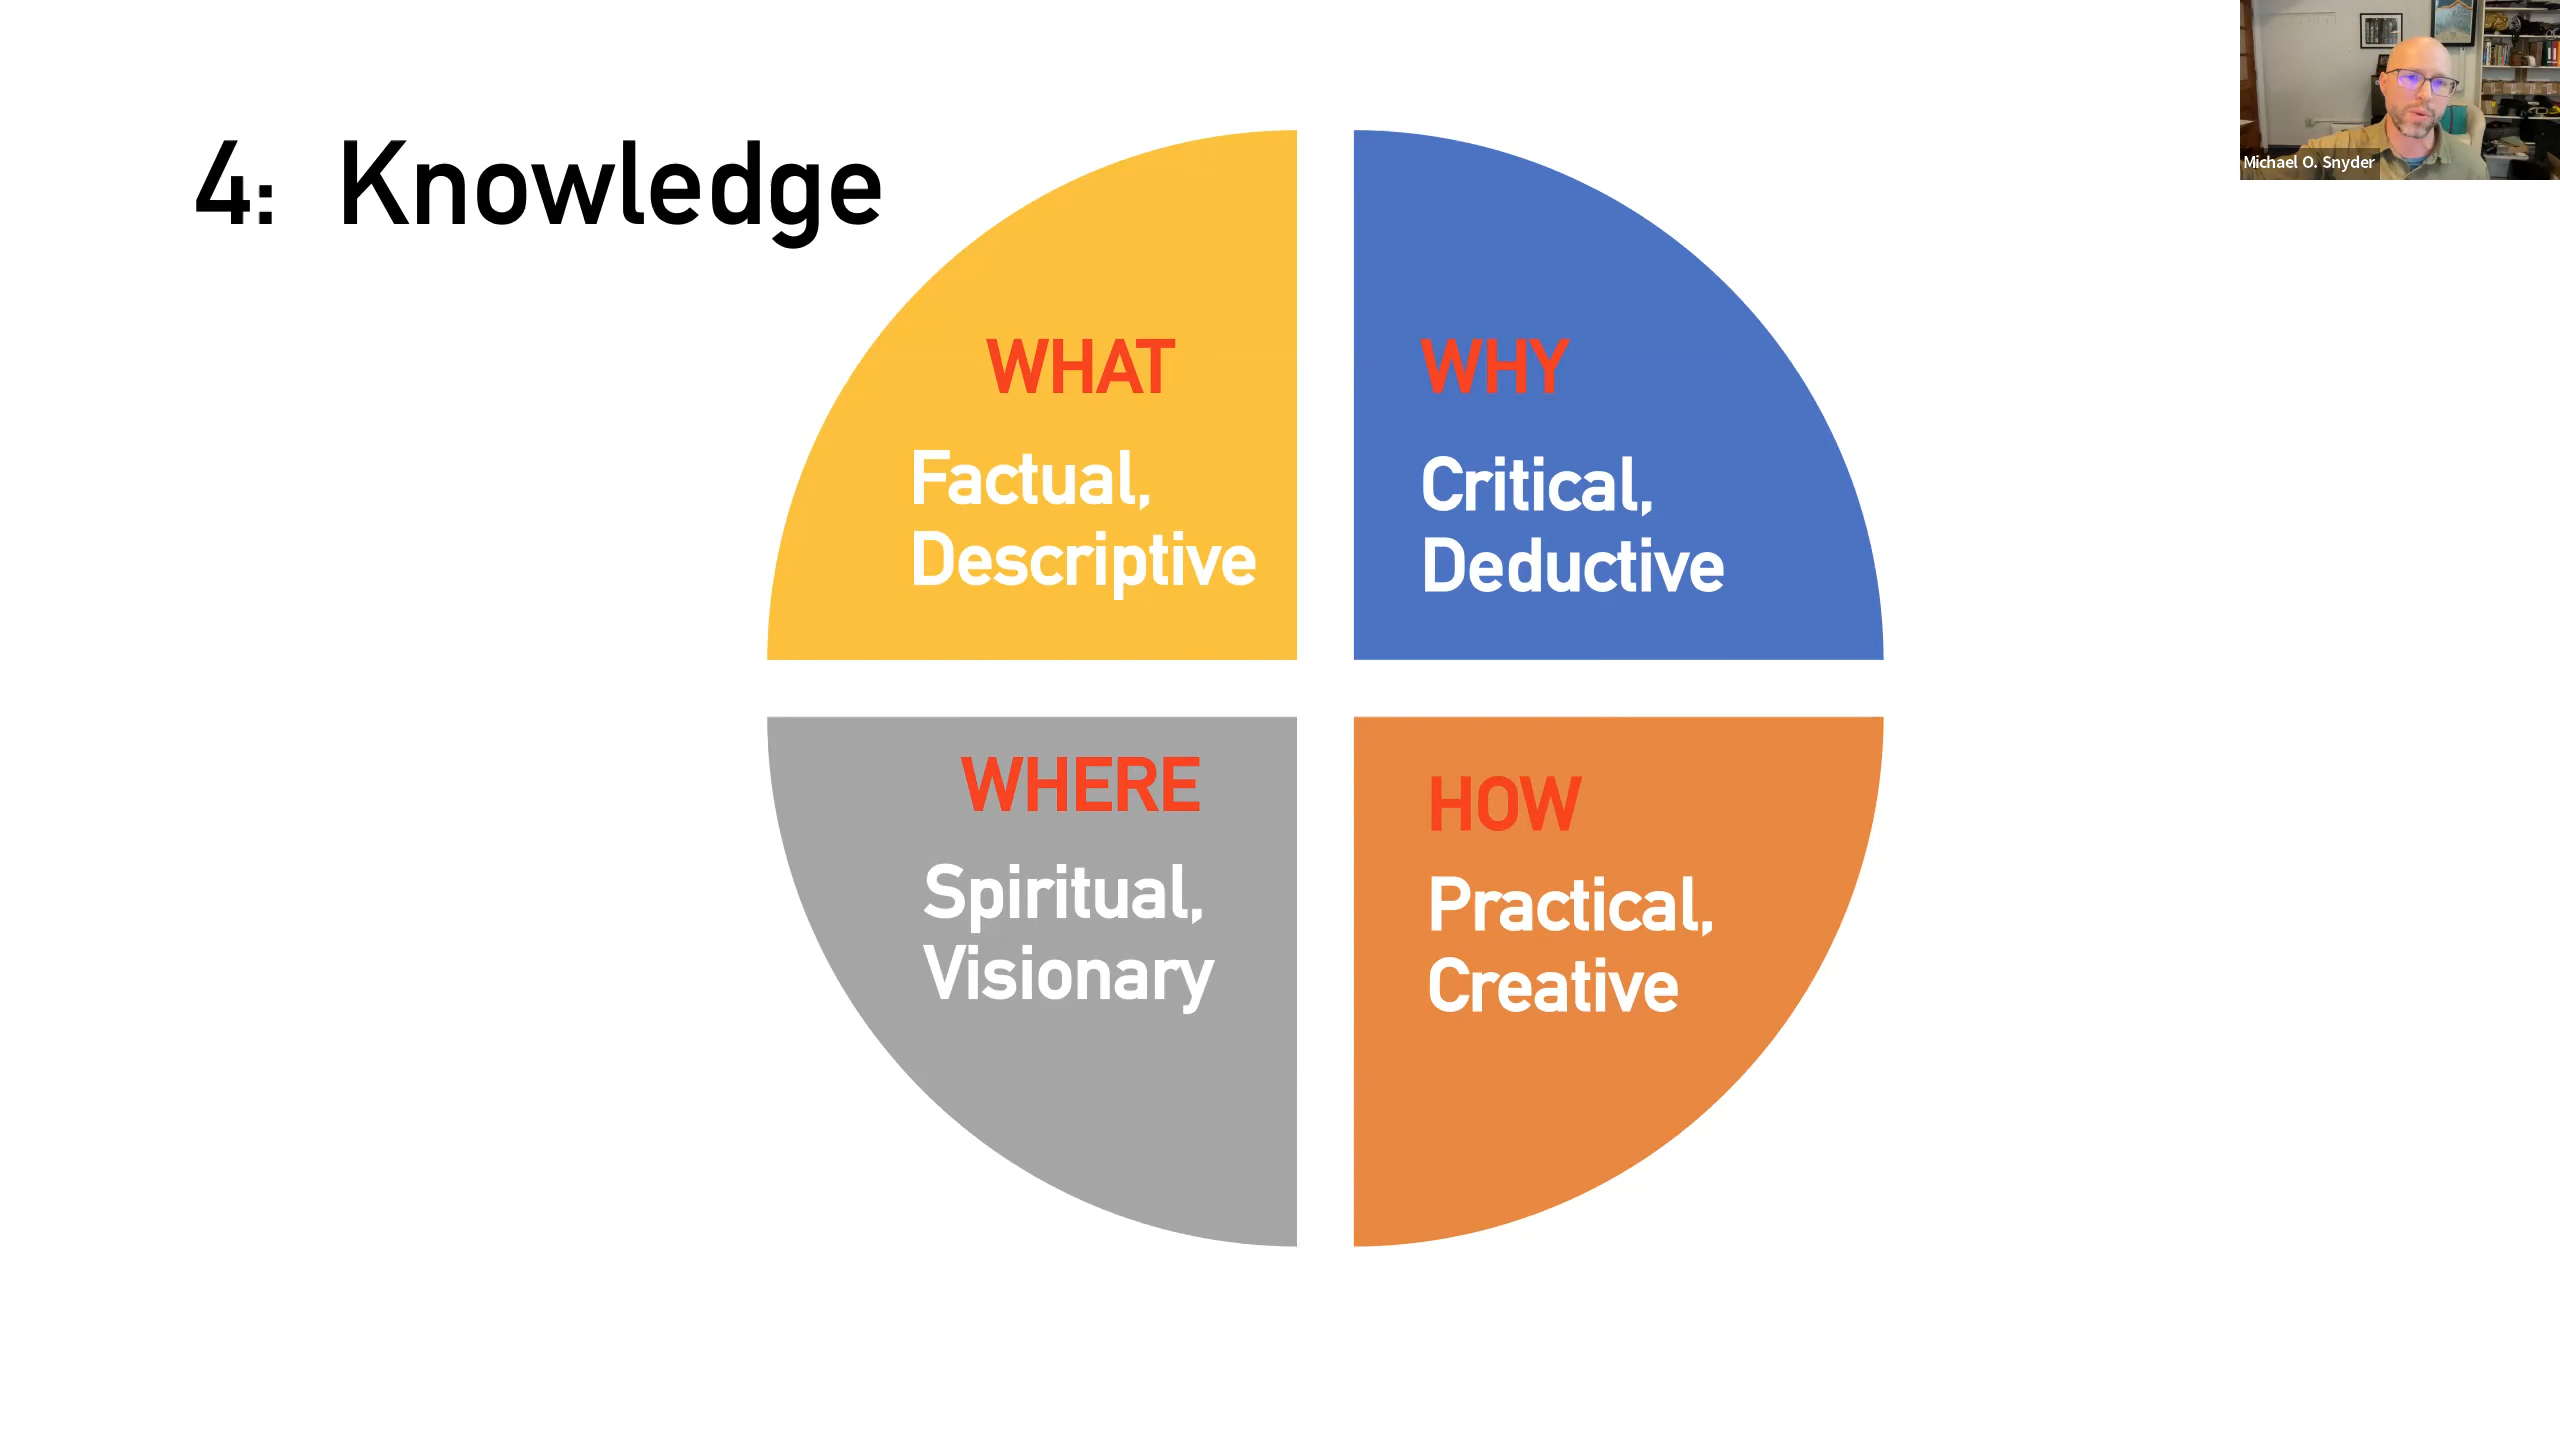 4: Knowledge
WHAT
Factual,
Descriptive
WHY
Critical,
Deductive
WHERE
Spiritual,
Visionary
HOW
Practical,
Creative
Michael O. Snyder